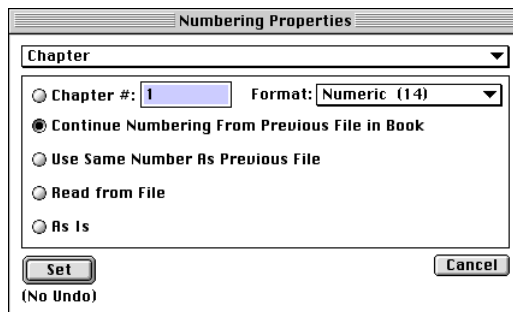 Numbering Properties
Chapter
Chapter #: 1 Format: Numeric (14)
Continue Numbering From Previous File in Book
Use Same Number As Previous File
Read from File
As Is
Set Cancel
(No Undo)